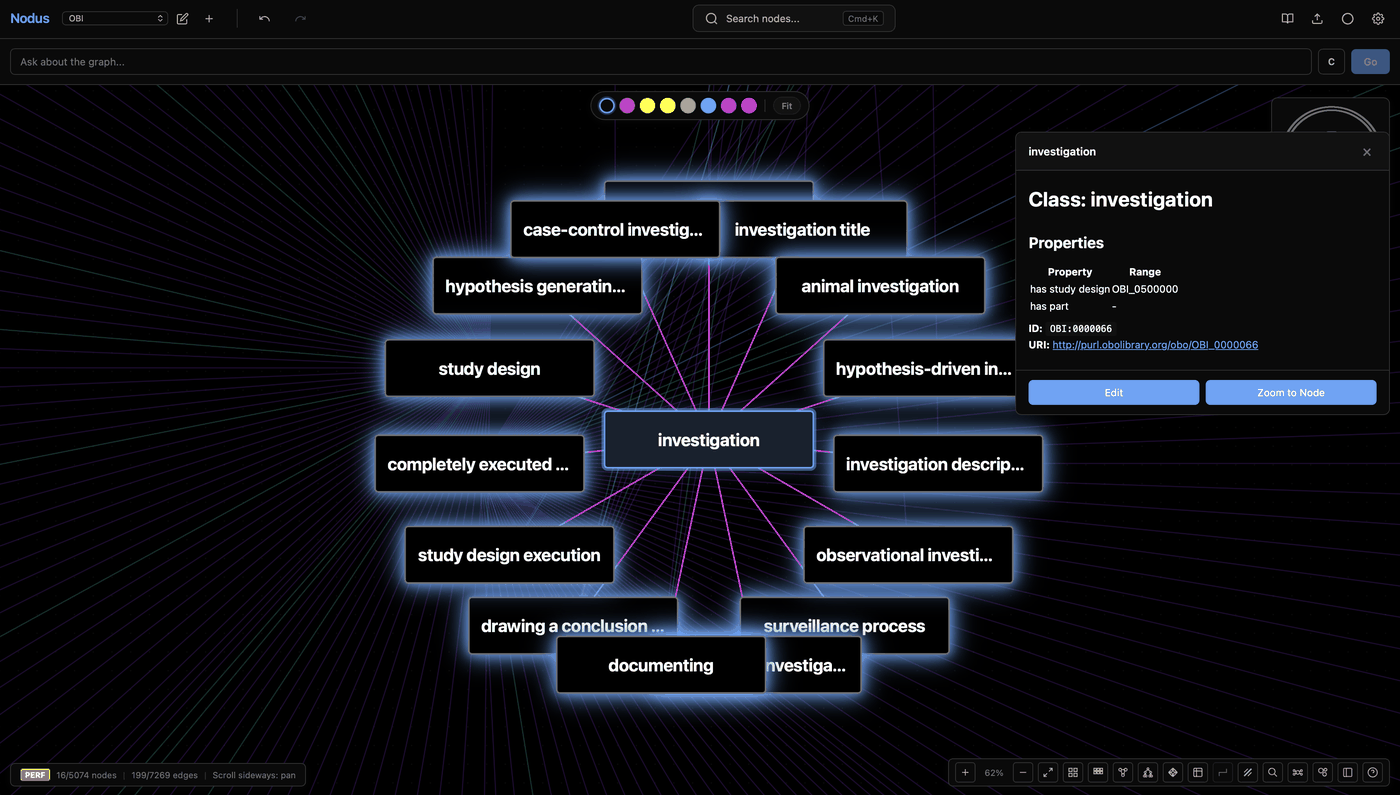 Nodus
OBI
Search nodes...
Cmd+K
Ask about the graph...
C
Go
Fit
investigation
Class: investigation
Properties
Property Range
has study design OBI_0500000
has part -
ID: OBI:0000066
URI: http://purl.obolibrary.org/obo/OBI_0000066
Edit
Zoom to Node
case-control investig...
investigation title
hypothesis generatin...
animal investigation
study design
hypothesis-driven in...
investigation
completely executed ...
investigation descrip...
study design execution
observational investi...
drawing a conclusion ...
surveillance process
documenting
nvestiga...
PERF
16/5074 nodes
199/7269 edges
Scroll sideways: pan
62%